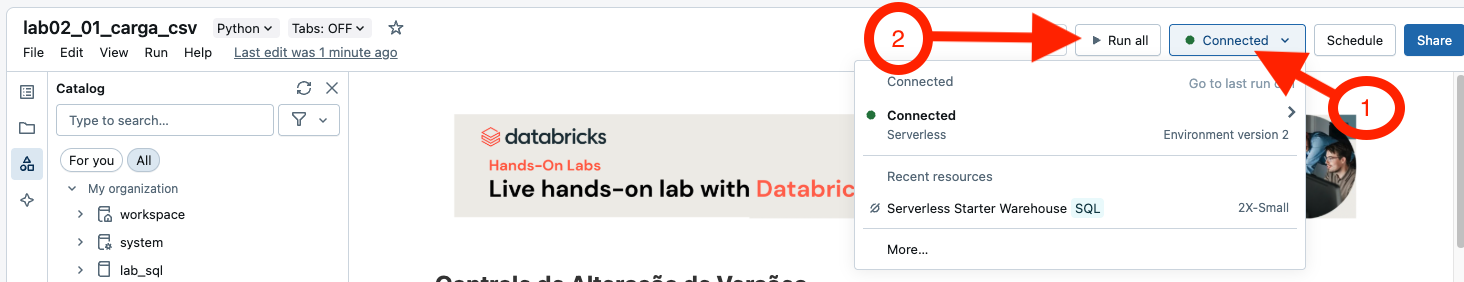 lab02_01_carga_csv Python Tabs: OFF
File Edit View Run Help Last edit was 1 minute ago
2
Run all
Connected
Schedule
Share
1
Catalog
Type to search...
For you All
My organization
workspace
system
lab_sql
databricks
Hands-On Labs
Live hands-on lab with Databric
Controle de Alteração de Versões
Connected Go to last run
Connected
Serverless Environment version 2
Recent resources
Serverless Starter Warehouse SQL 2X-Small
More...